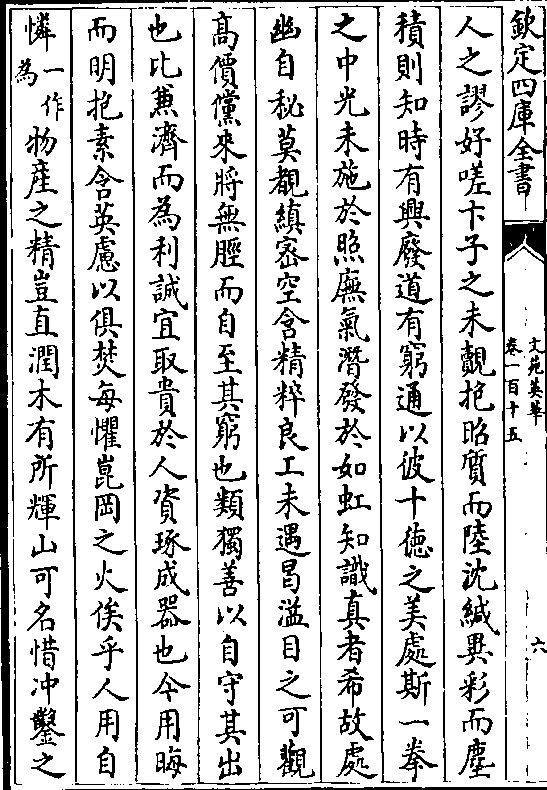 欽定四庫全書
文苑英華
卷一百十五
六
人之謬好嗟卞子之未覿抱昭質而陸沈緘異彩而塵
積則知時有興廢道有窮通以彼十徳之美處斯一拳
之中光未施於照廡氣潛發於如虹知識真者希故處
幽自秘莫覩縝宻空含精粹良工未遇曷溢目之可觀
髙價儻來將無脛而自至其窮也類獨善以自守其出
也比兼濟而為利誠宜取貴於人資琢成器也今用晦
而明抱素含英慮以俱焚每懼崑岡之火俟乎人用自
憐一作為物産之精豈直潤木有所輝山可名惜冲鑿之